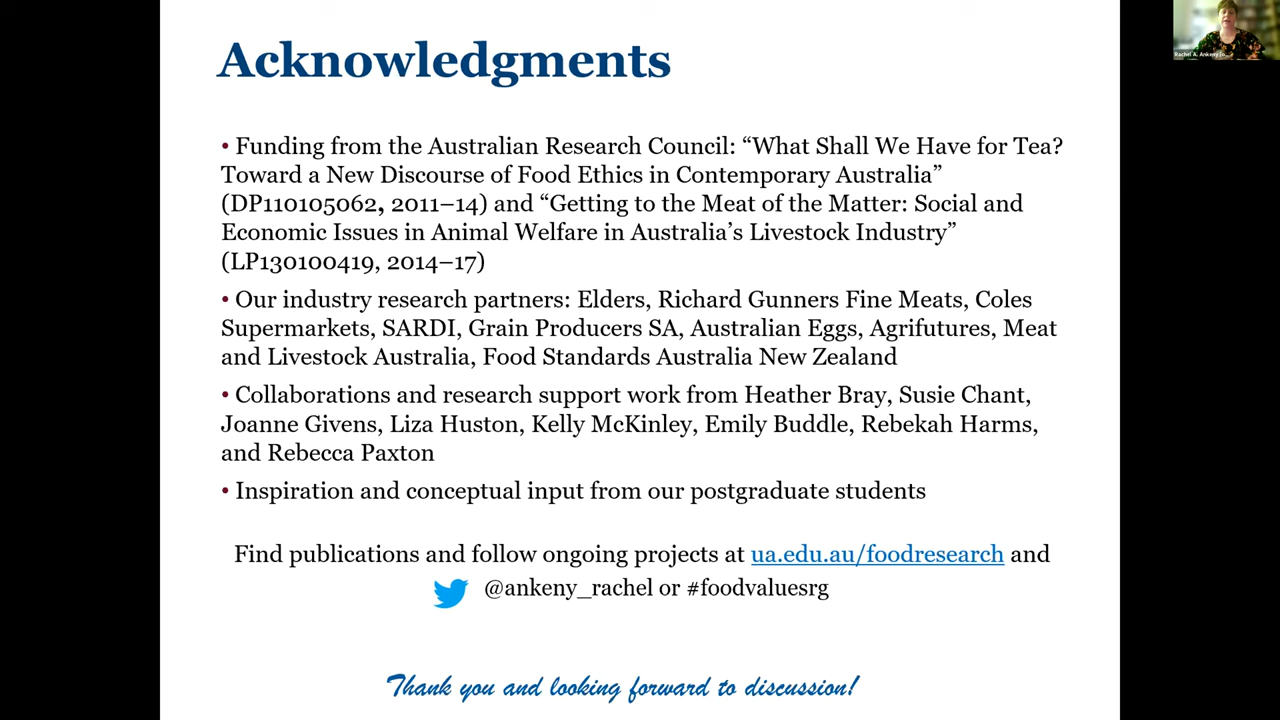 Acknowledgments
• Funding from the Australian Research Council: “What Shall We Have for Tea?
Toward a New Discourse of Food Ethics in Contemporary Australia”
(DP110105062, 2011–14) and “Getting to the Meat of the Matter: Social and
Economic Issues in Animal Welfare in Australia’s Livestock Industry”
(LP130100419, 2014–17)
• Our industry research partners: Elders, Richard Gunners Fine Meats, Coles
Supermarkets, SARDI, Grain Producers SA, Australian Eggs, Agrifutures, Meat
and Livestock Australia, Food Standards Australia New Zealand
• Collaborations and research support work from Heather Bray, Susie Chant,
Joanne Givens, Liza Huston, Kelly McKinley, Emily Buddle, Rebekah Harms,
and Rebecca Paxton
• Inspiration and conceptual input from our postgraduate students
Find publications and follow ongoing projects at ua.edu.au/foodresearch and
@ankeny_rachel or #foodvaluesrg
Thank you and looking forward to discussion!
Rachel A. Ankeny